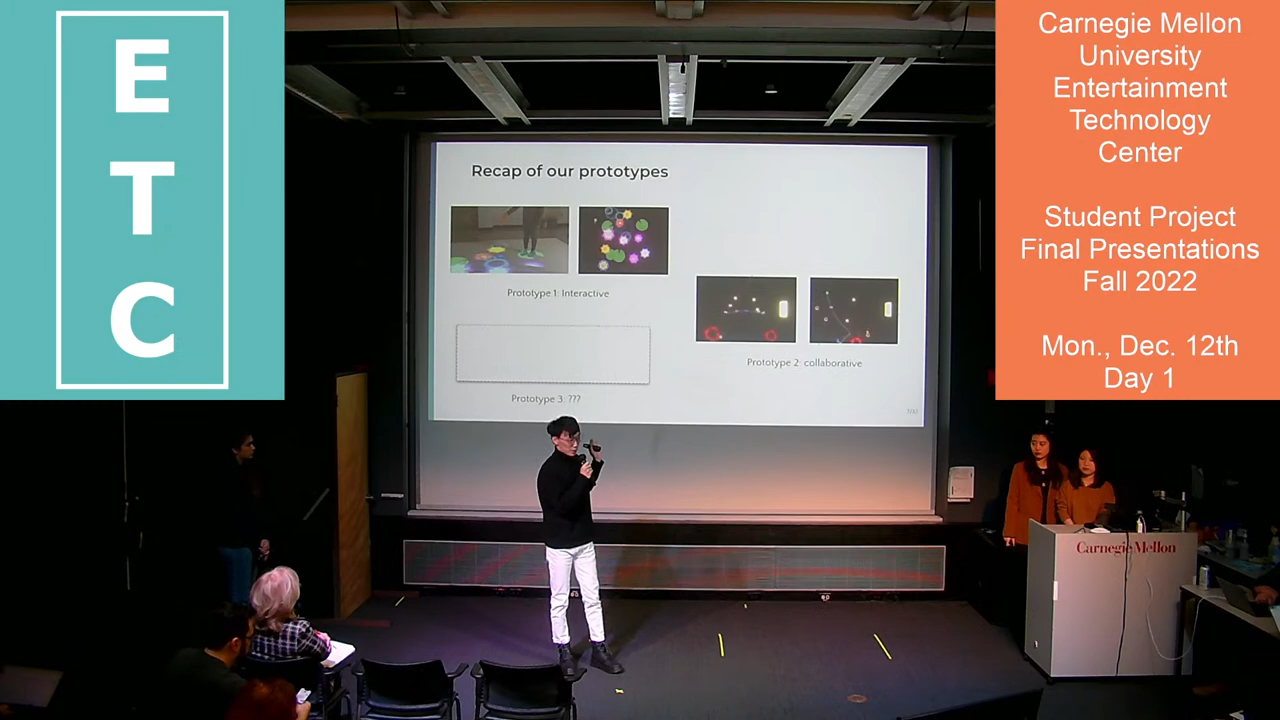 E
T
C
Carnegie Mellon
University
Entertainment
Technology
Center
Student Project
Final Presentations
Fall 2022
Mon., Dec. 12th
Day 1
Recap of our prototypes
Prototype 1: Interactive
Prototype 2: collaborative
Prototype 3: ???
Carnegie Mellon